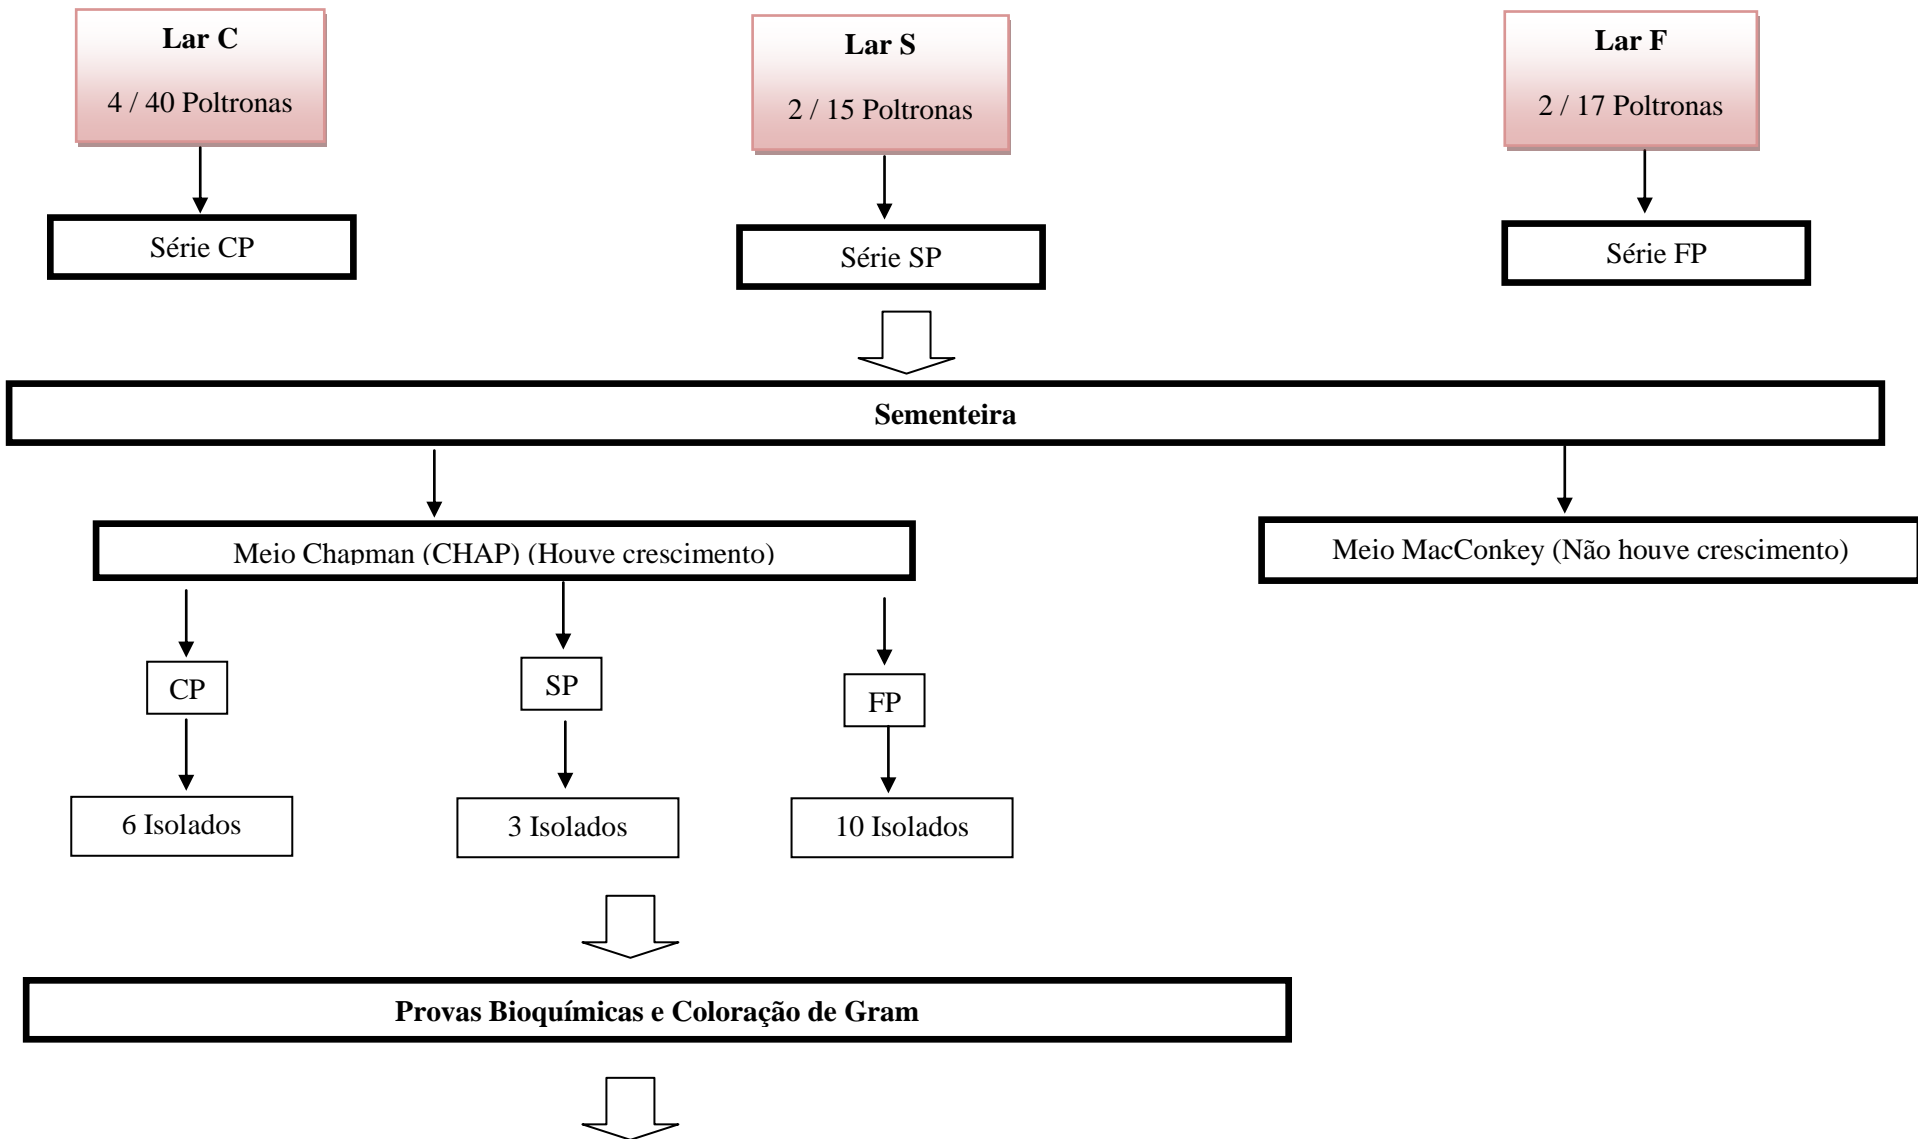 Lar C
4 / 40 Poltronas
Lar S
2 / 15 Poltronas
Lar F
2 / 17 Poltronas
Série CP
Série SP
Série FP
Sementeira
Meio Chapman (CHAP) (Houve crescimento)
Meio MacConkey (Não houve crescimento)
CP
SP
FP
6 Isolados
3 Isolados
10 Isolados
Provas Bioquímicas e Coloração de Gram